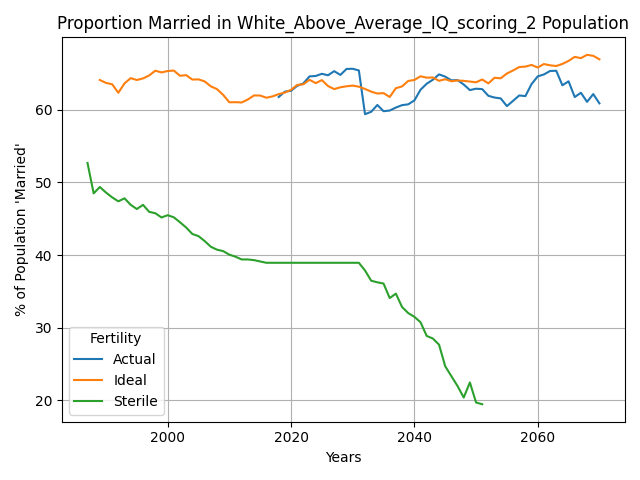 Proportion Married in White_Above_Average_IQ_scoring_2 Population
% of Population 'Married'
60
50
40
30
20
Fertility
Actual
Ideal
Sterile
2000
2020
2040
2060
Years